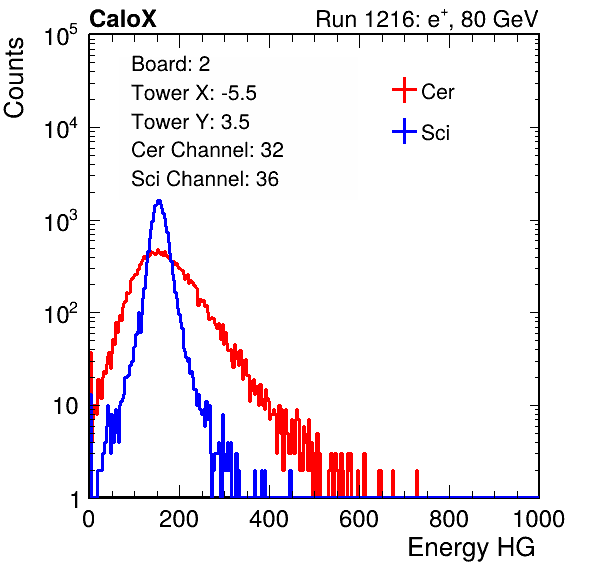 CaloX Run 1216: e⁺, 80 GeV
Counts
Board: 2
Tower X: -5.5
Tower Y: 3.5
Cer Channel: 32
Sci Channel: 36
Cer
Sci
10⁵
10⁴
10³
10²
10
1
0 200 400 600 800 1000
Energy HG